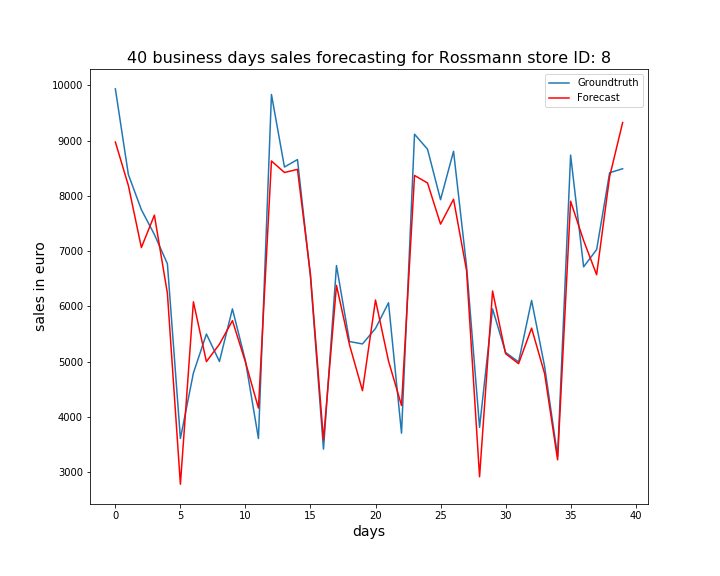 40 business days sales forecasting for Rossmann store ID: 8
Groundtruth
Forecast
sales in euro
10000
9000
8000
7000
6000
5000
4000
3000
0 5 10 15 20 25 30 35 40
days